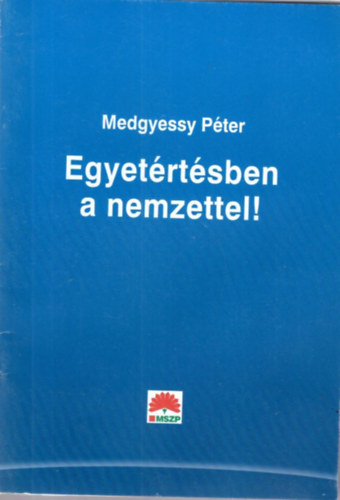 Medgyessy Péter
Egyetértésben
a nemzettel!
MSZP